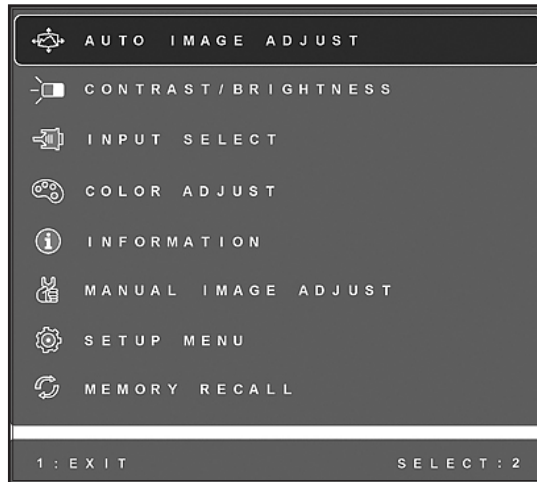 AUTO IMAGE ADJUST
CONTRAST/BRIGHTNESS
INPUT SELECT
COLOR ADJUST
INFORMATION
MANUAL IMAGE ADJUST
SETUP MENU
MEMORY RECALL
1:EXIT SELECT:2